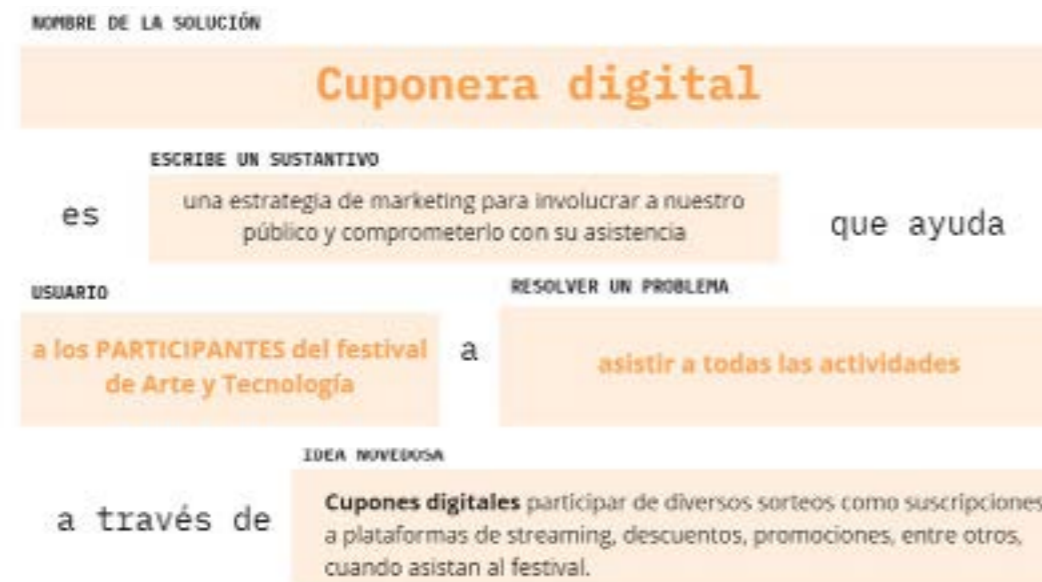 NOMBRE DE LA SOLUCIÓN
Cuponera digital
ESCRIBE UN SUSTANTIVO
es
una estrategia de marketing para involucrar a nuestro
público y comprometerlo con su asistencia
que ayuda
USUARIO
RESOLVER UN PROBLEMA
a los PARTICIPANTES del festival
de Arte y Tecnología
a
asistir a todas las actividades
IDEA NOVEDOSA
a través de
Cupones digitales participar de diversos sorteos como suscripciones
a plataformas de streaming, descuentos, promociones, entre otros,
cuando asistan al festival.